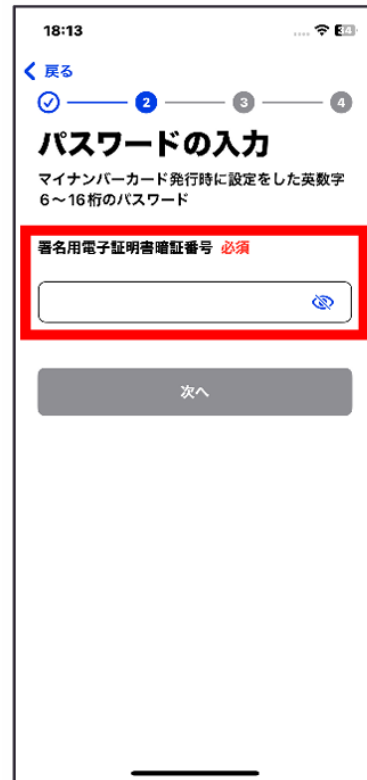 18:13
34
戻る
2 3 4
パスワードの入力
マイナンバーカード発行時に設定をした英数字
6～16桁のパスワード
署名用電子証明書暗証番号 必須
次へ